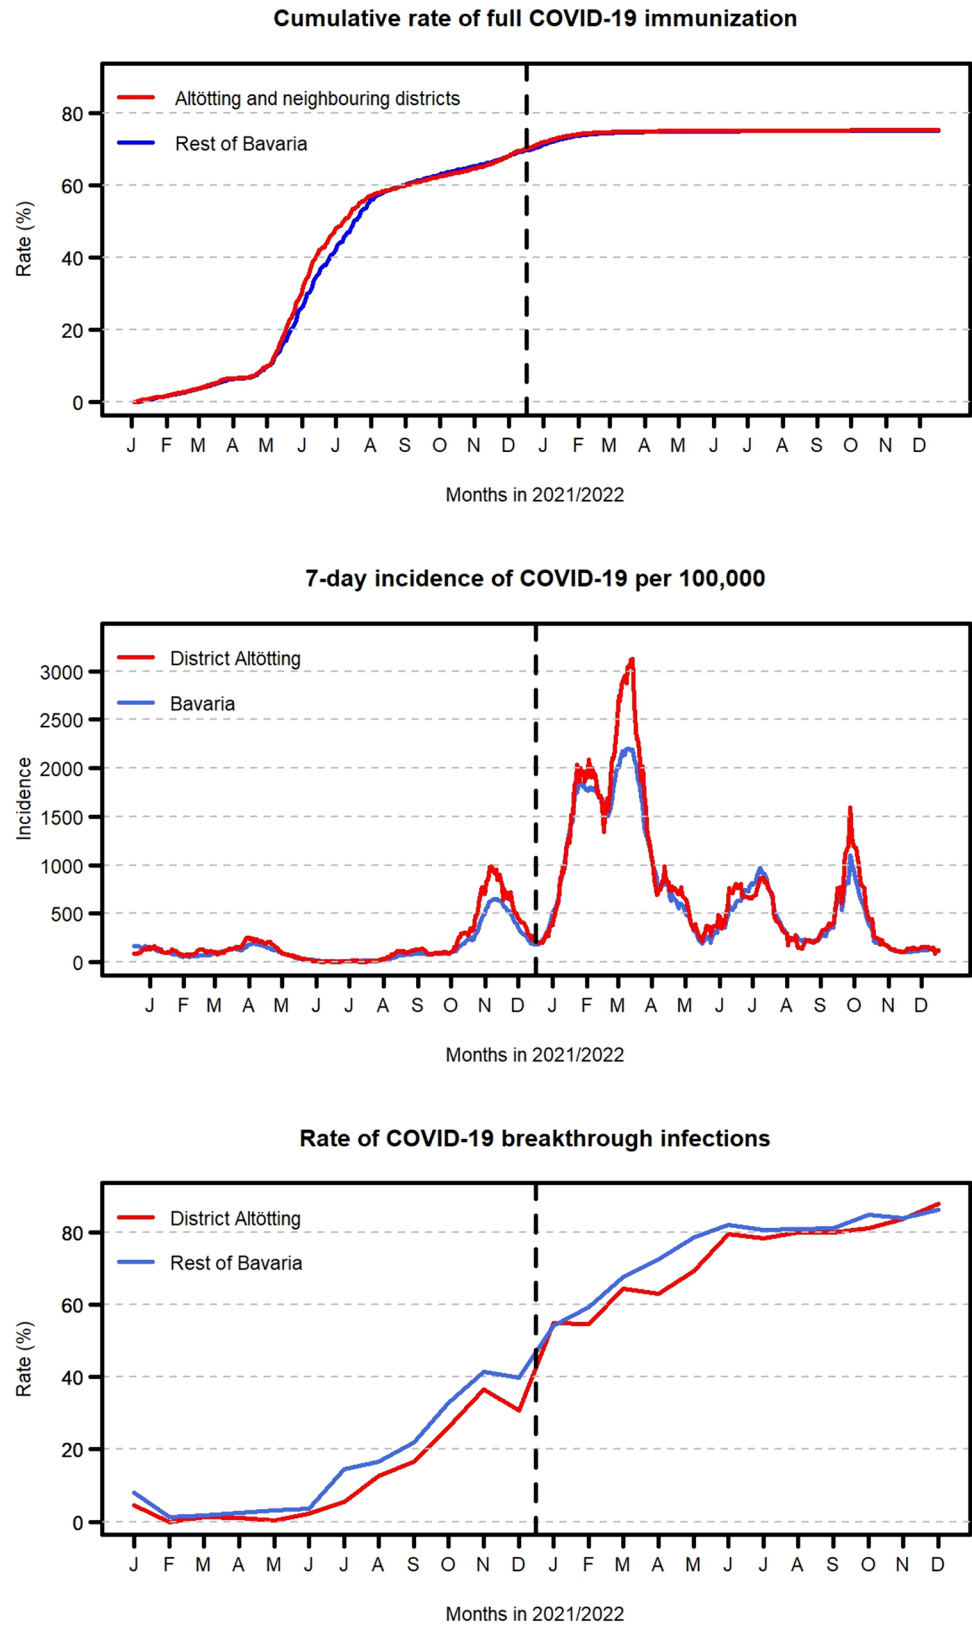 Cumulative rate of full COVID-19 immunization
Altötting and neighbouring districts
Rest of Bavaria
Rate (%)
80
60
40
20
0
J F M A M J J A S O N D J F M A M J J A S O N D
Months in 2021/2022
7-day incidence of COVID-19 per 100,000
District Altötting
Bavaria
Incidence
3000
2500
2000
1500
1000
500
0
J F M A M J J A S O N D J F M A M J J A S O N D
Months in 2021/2022
Rate of COVID-19 breakthrough infections
District Altötting
Rest of Bavaria
Rate (%)
80
60
40
20
0
J F M A M J J A S O N D J F M A M J J A S O N D
Months in 2021/2022